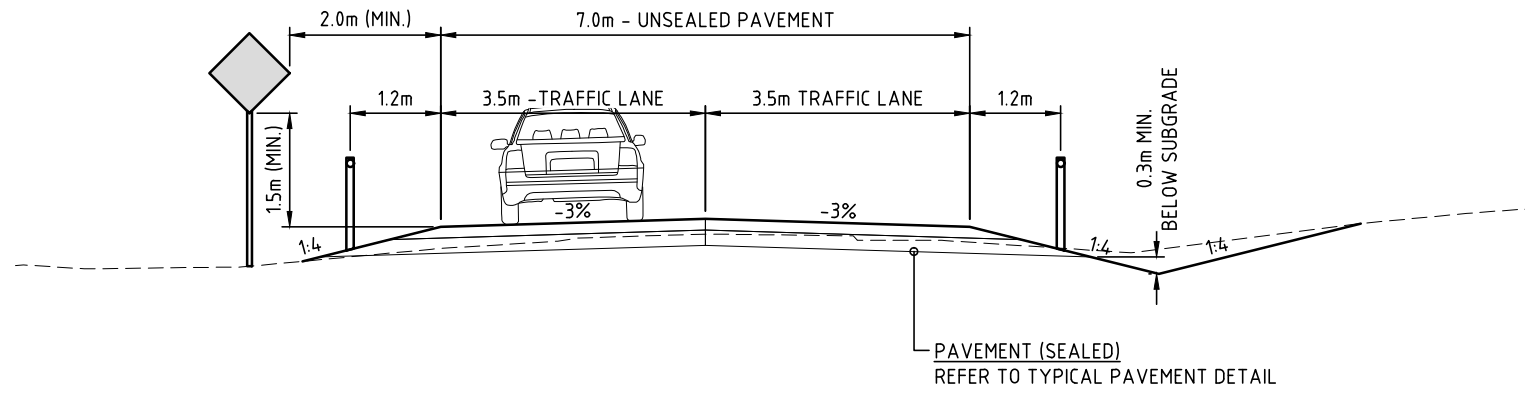 2.0m (MIN.)
7.0m - UNSEALED PAVEMENT
1.2m
3.5m -TRAFFIC LANE
3.5m TRAFFIC LANE
1.2m
1.5m (MIN.)
0.3m MIN.
BELOW SUBGRADE
-3%
-3%
1:4
1:4
1:4
PAVEMENT (SEALED)
REFER TO TYPICAL PAVEMENT DETAIL